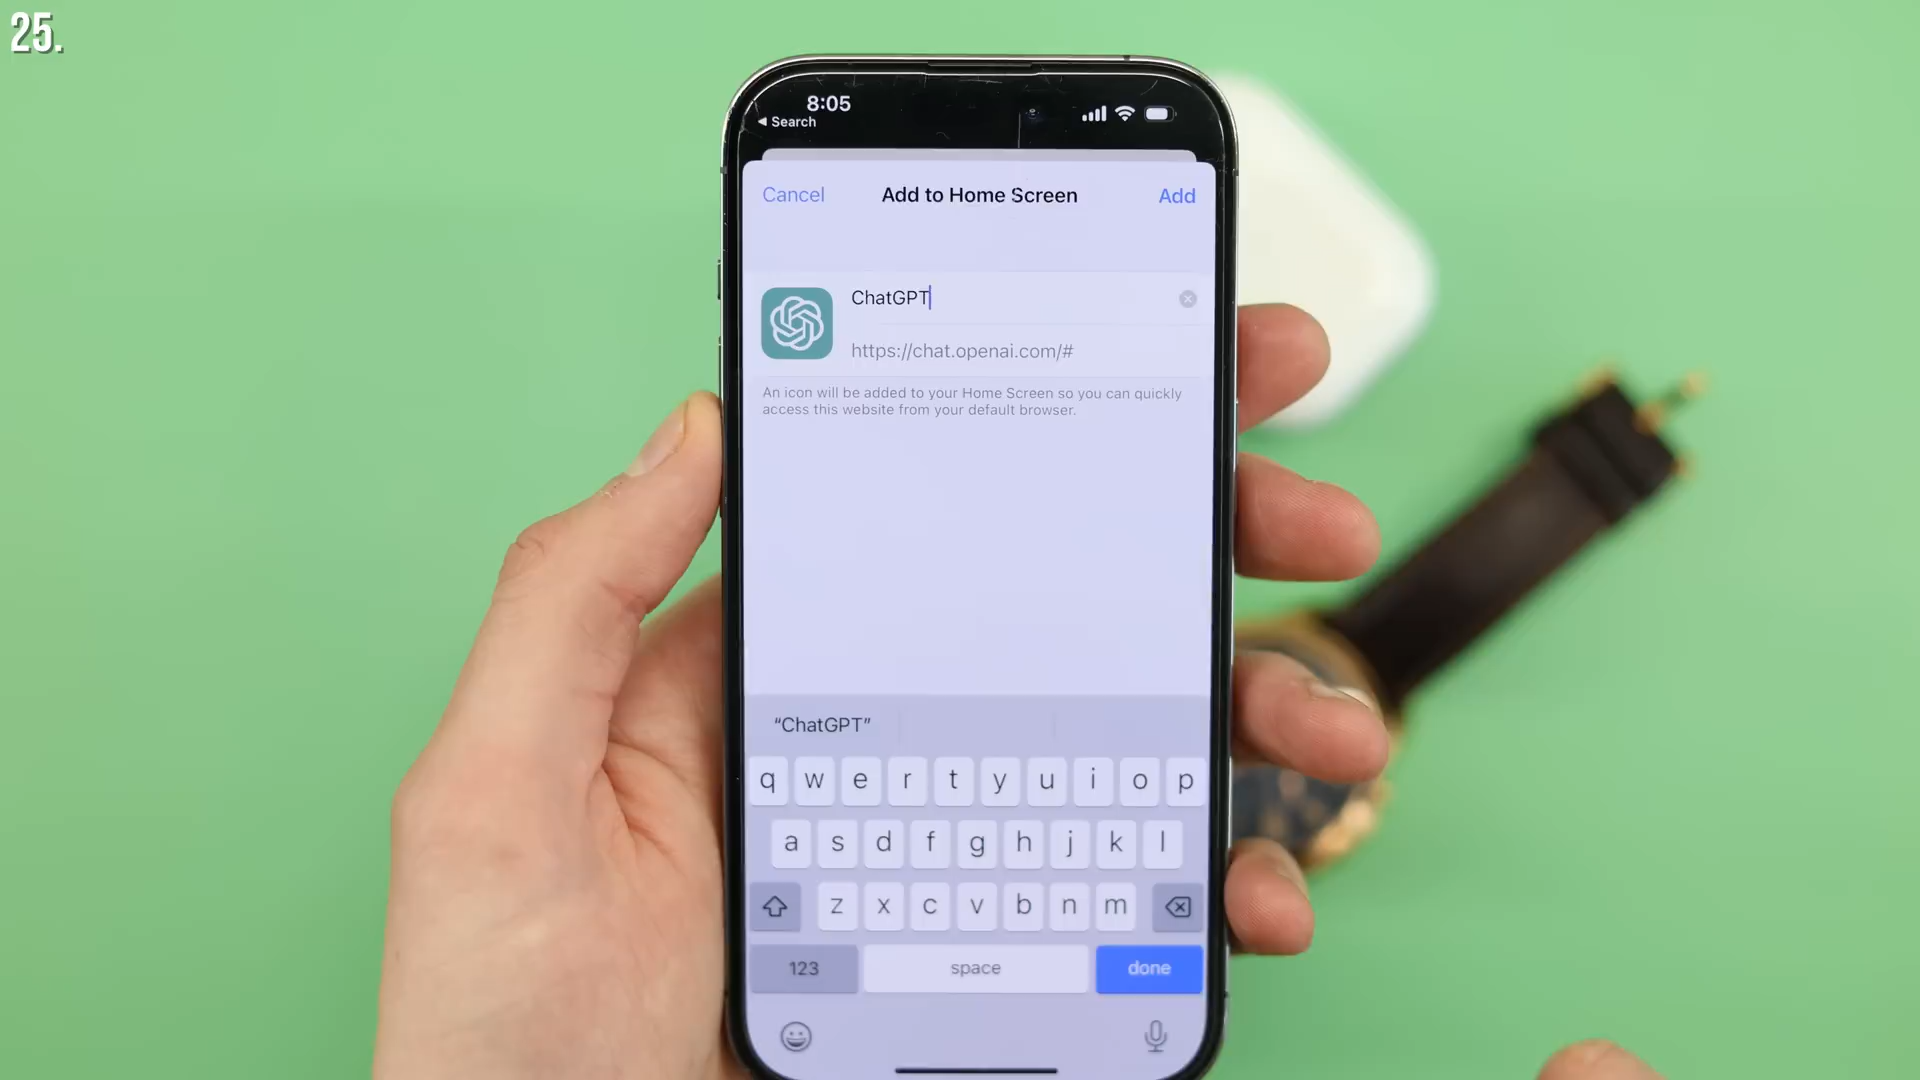 25.
8:05
◀ Search
Cancel Add to Home Screen Add
ChatGPT
https://chat.openai.com/#
An icon will be added to your Home Screen so you can quickly
access this website from your default browser.
“ChatGPT”
q w e r t y u i o p
a s d f g h j k l
z x c v b n m
123 space done